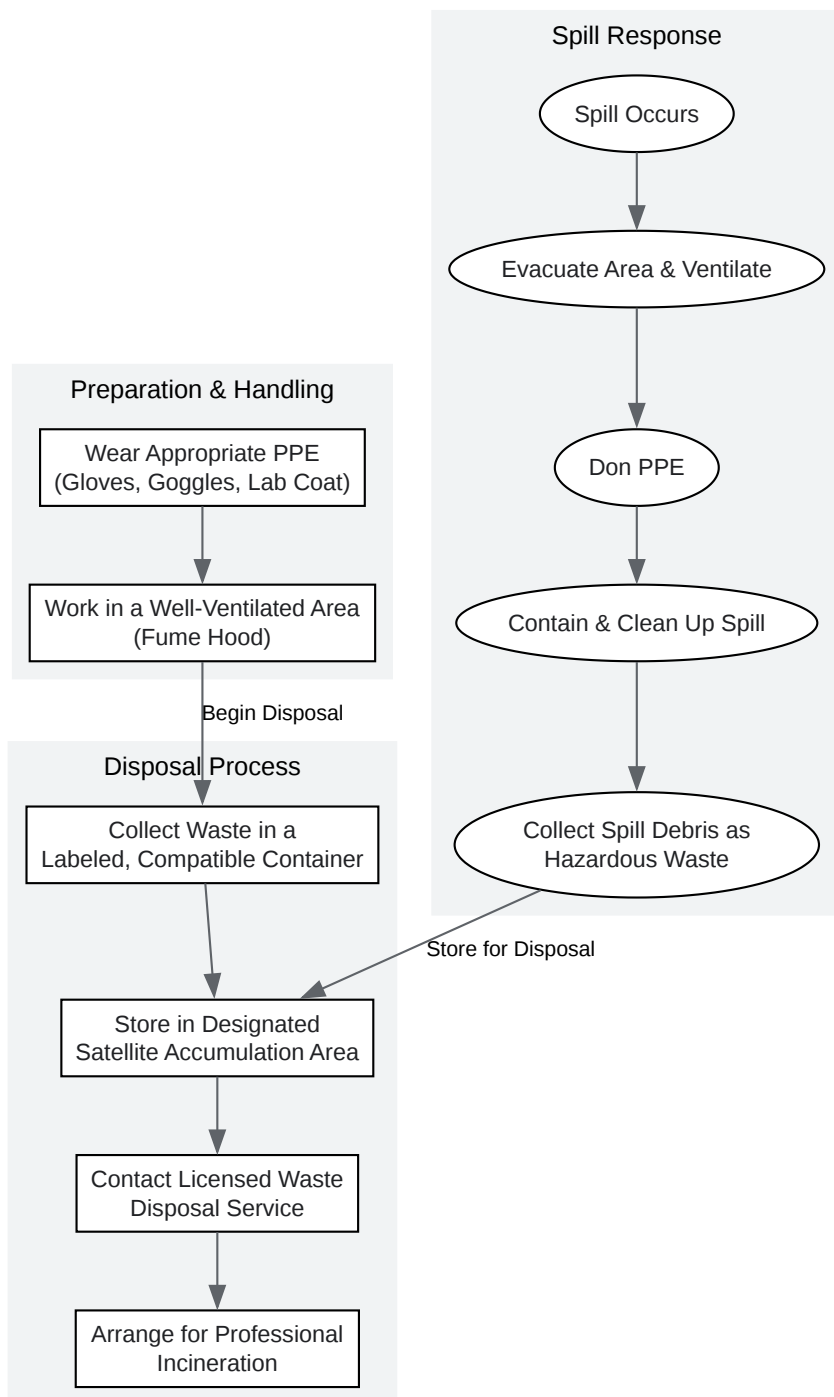 Spill Response
Spill Occurs
Evacuate Area & Ventilate
Don PPE
Contain & Clean Up Spill
Collect Spill Debris as
Hazardous Waste
Store for Disposal
Preparation & Handling
Wear Appropriate PPE
(Gloves, Goggles, Lab Coat)
Work in a Well-Ventilated Area
(Fume Hood)
Begin Disposal
Disposal Process
Collect Waste in a
Labeled, Compatible Container
Store in Designated
Satellite Accumulation Area
Contact Licensed Waste
Disposal Service
Arrange for Professional
Incineration